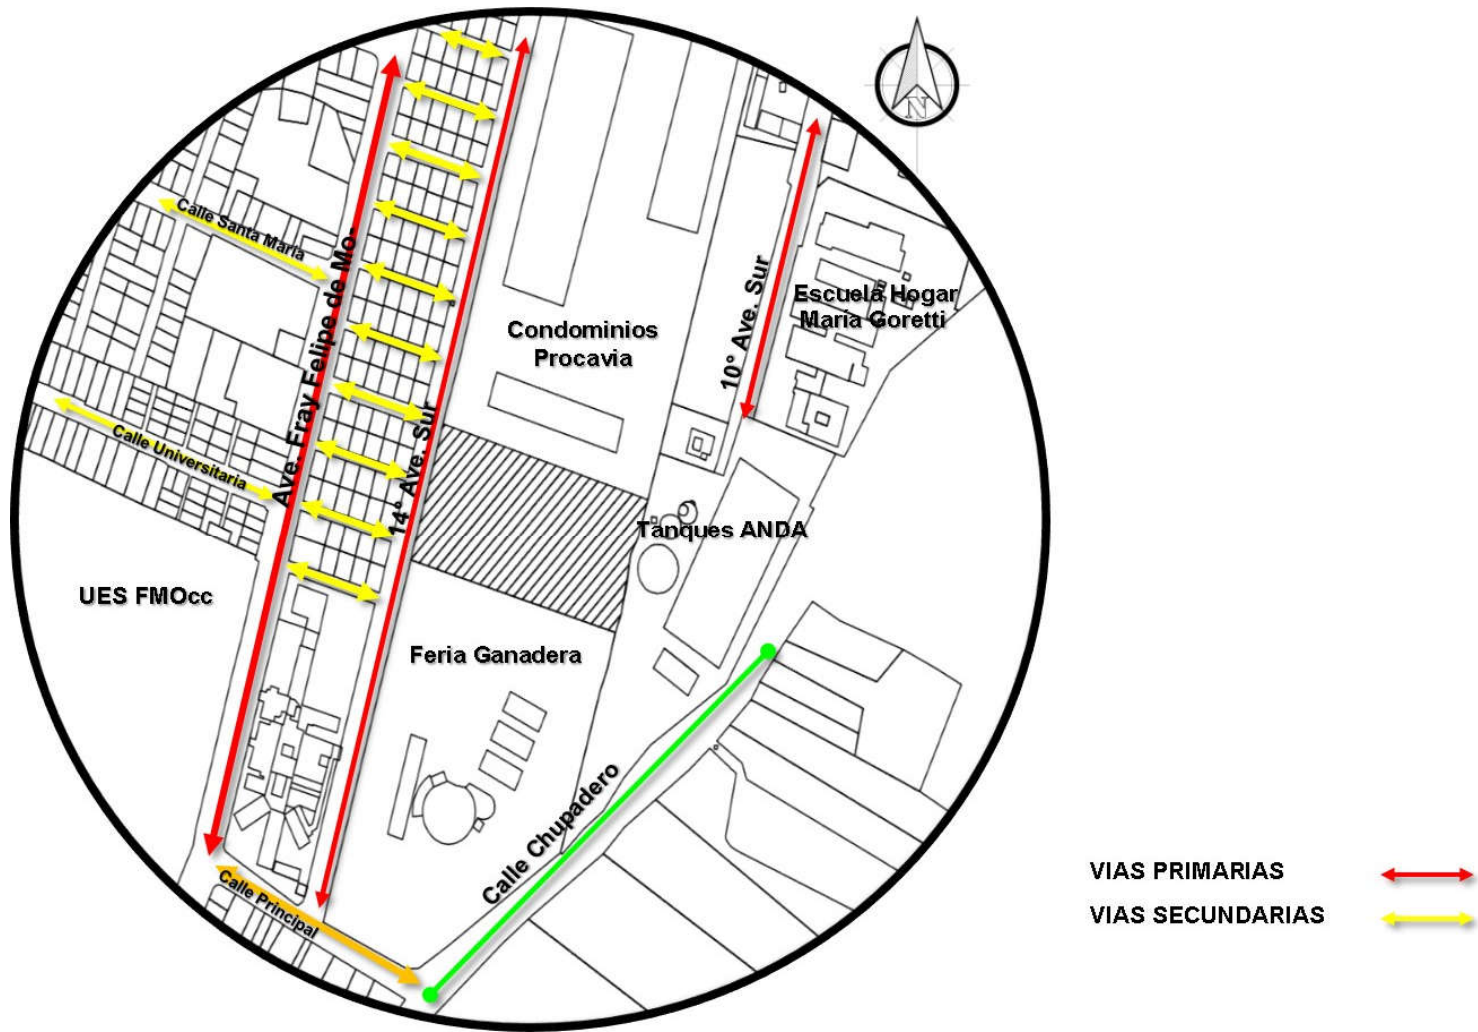 N
Calle Santa Maria
Ave. Fray Felipe de Mo-
10° Ave. Sur
Escuela Hogar
Maria Goretti
Condominios
Procavia
Calle Universitaria
14° Ave. Sur
Tanques ANDA
UES FMOcc
Feria Ganadera
Calle Chupadero
Calle Principal
VIAS PRIMARIAS
VIAS SECUNDARIAS